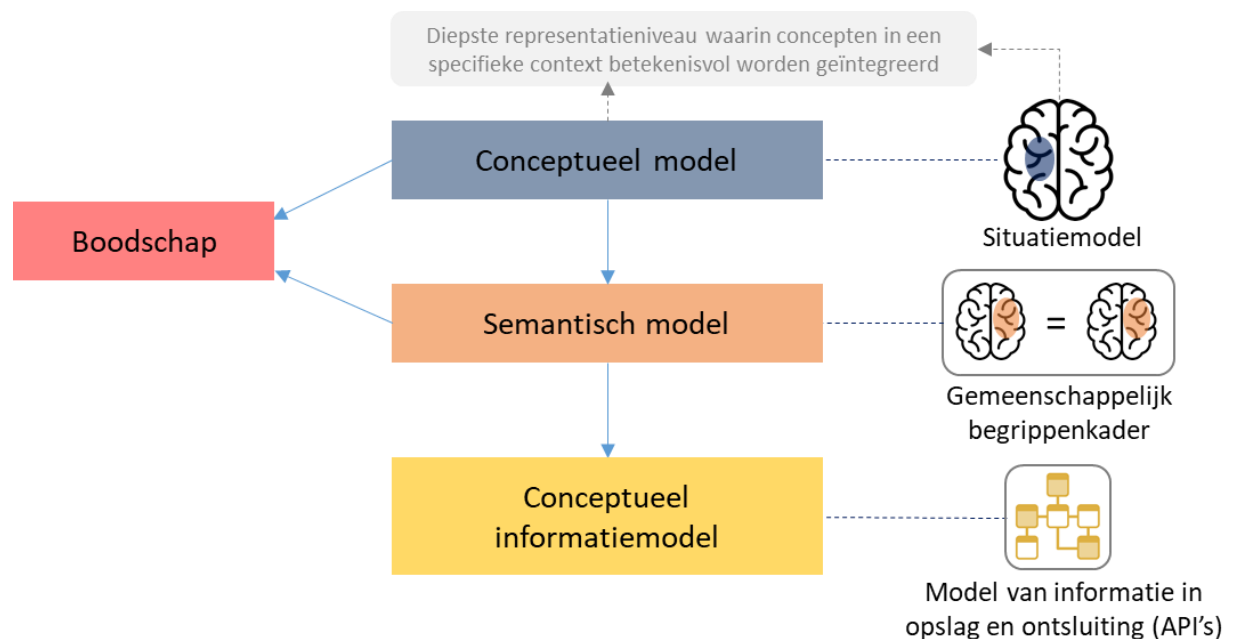 Diepste representatieniveau waarin concepten in een
specifieke context betekenisvol worden geïntegreerd
Conceptueel model
Situatiemodel
Boodschap
Semantisch model
=
Gemeenschappelijk
begrippenkader
Conceptueel
informatiemodel
Model van informatie in
opslag en ontsluiting (API's)